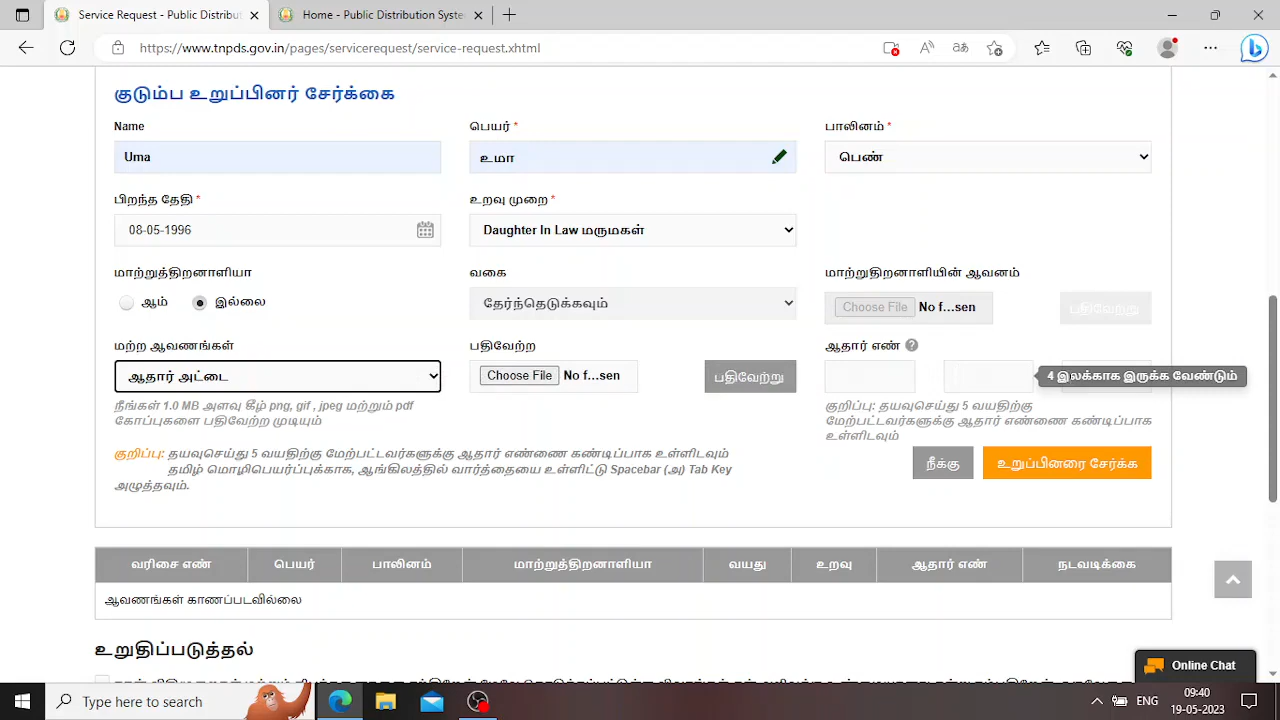 Service Request - Public Distribut
Home - Public Distribution Syste
https://www.tnpds.gov.in/pages/servicerequest/service-request.xhtml
குடும்ப உறுப்பினர் சேர்க்கை
Name
பெயர் *
பாலினம் *
Uma
உமா
பெண்
பிறந்த தேதி *
உறவு முறை *
08-05-1996
Daughter In Law மருமகள்
மாற்றுத்திறனாளியா
வகை
மாற்றுதிறனாளியின் ஆவனம்
ஆம்
இல்லை
தேர்ந்தெடுக்கவும்
Choose File No f...sen
பதிவேற்று
மற்ற ஆவணங்கள்
பதிவேற்ற
ஆதார் எண் ?
ஆதார் அட்டை
Choose File No f...sen
பதிவேற்று
4 இலக்காக இருக்க வேண்டும்
நீங்கள் 1.0 MB அளவு கீழ் png, gif , jpeg மற்றும் pdf
கோப்புகளை பதிவேற்ற முடியும்
குறிப்பு: தயவுசெய்து 5 வயதிற்கு
மேற்பட்டவர்களுக்கு ஆதார் எண்ணை கண்டிப்பாக
உள்ளிடவும்
குறிப்பு: தயவுசெய்து 5 வயதிற்கு மேற்பட்டவர்களுக்கு ஆதார் எண்ணை கண்டிப்பாக உள்ளிடவும்
தமிழ் மொழிபெயர்ப்புக்காக, ஆங்கிலத்தில் வார்த்தையை உள்ளிட்டு Spacebar (அ) Tab Key
அழுத்தவும்.
நீக்கு
உறுப்பினரை சேர்க்க
வரிசை எண்
பெயர்
பாலினம்
மாற்றுத்திறனாளியா
வயது
உறவு
ஆதார் எண்
நடவடிக்கை
ஆவணங்கள் காணப்படவில்லை
உறுதிப்படுத்தல்
Online Chat
Type here to search
ENG
09:40
19-05-2023